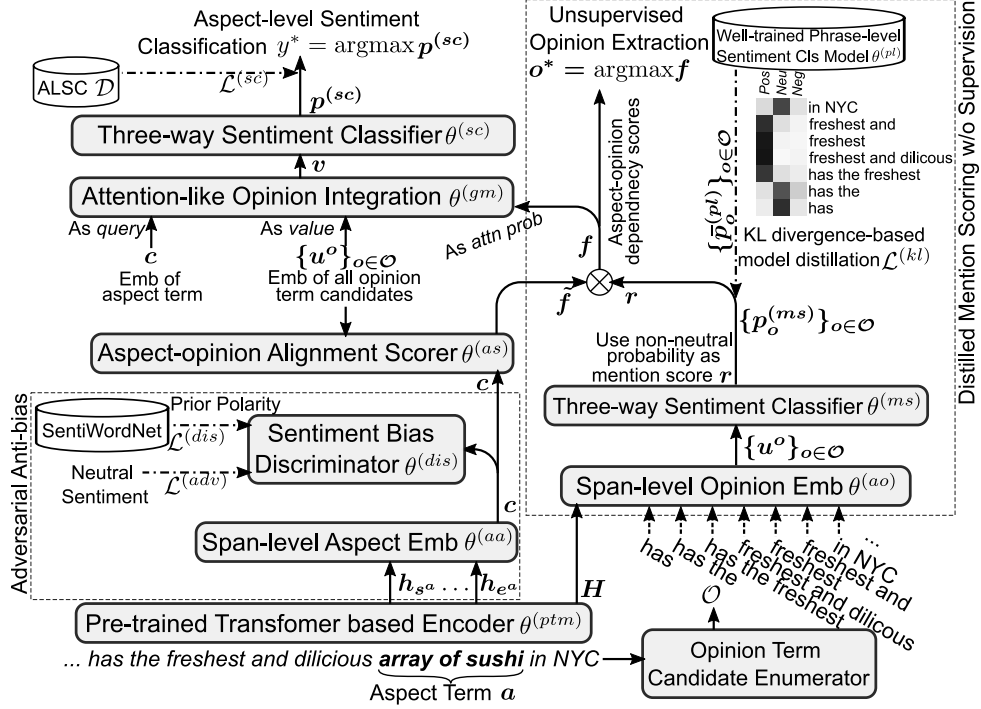 Aspect-level Sentiment
Classification y* = argmax p^(sc)
ALSC 𝒟
ℒ^(sc)
p^(sc)
Three-way Sentiment Classifier θ^(sc)
v
Attention-like Opinion Integration θ^(gm)
As query
As value
As attn prob
c
Emb of
aspect term
{u^o}_o∈𝒪
Emb of all opinion
term candidates
Aspect-opinion Alignment Scorer θ^(as)
c
Adversarial Anti-bias
SentiWordNet
Prior Polarity
ℒ^(dis)
Neutral
Sentiment
ℒ^(adv)
Sentiment Bias
Discriminator θ^(dis)
c
Span-level Aspect Emb θ^(aa)
h_s^a ... h_e^a
H
Pre-trained Transfomer based Encoder θ^(ptm)
... has the freshest and dilicious array of sushi in NYC
Aspect Term a
Unsupervised
Opinion Extraction
o* = argmax f
Aspect-opinion
dependnecy scores
f
f̃
r
Well-trained Phrase-level
Sentiment Cls Model θ^(pl)
Pos
Neu
Neg
in NYC
freshest and
freshest
freshest and dilicous
has the freshest
has the
has
{p̄_o^(pl)}_o∈𝒪
KL divergence-based
model distillation ℒ^(kl)
{p_o^(ms)}_o∈𝒪
Use non-neutral
probability as
mention score r
Three-way Sentiment Classifier θ^(ms)
{u^o}_o∈𝒪
Span-level Opinion Emb θ^(ao)
has
has the
has the freshest
freshest and dilicous
freshest
freshest and
in NYC
...
𝒪
Opinion Term
Candidate Enumerator
Distilled Mention Scoring w/o Supervision